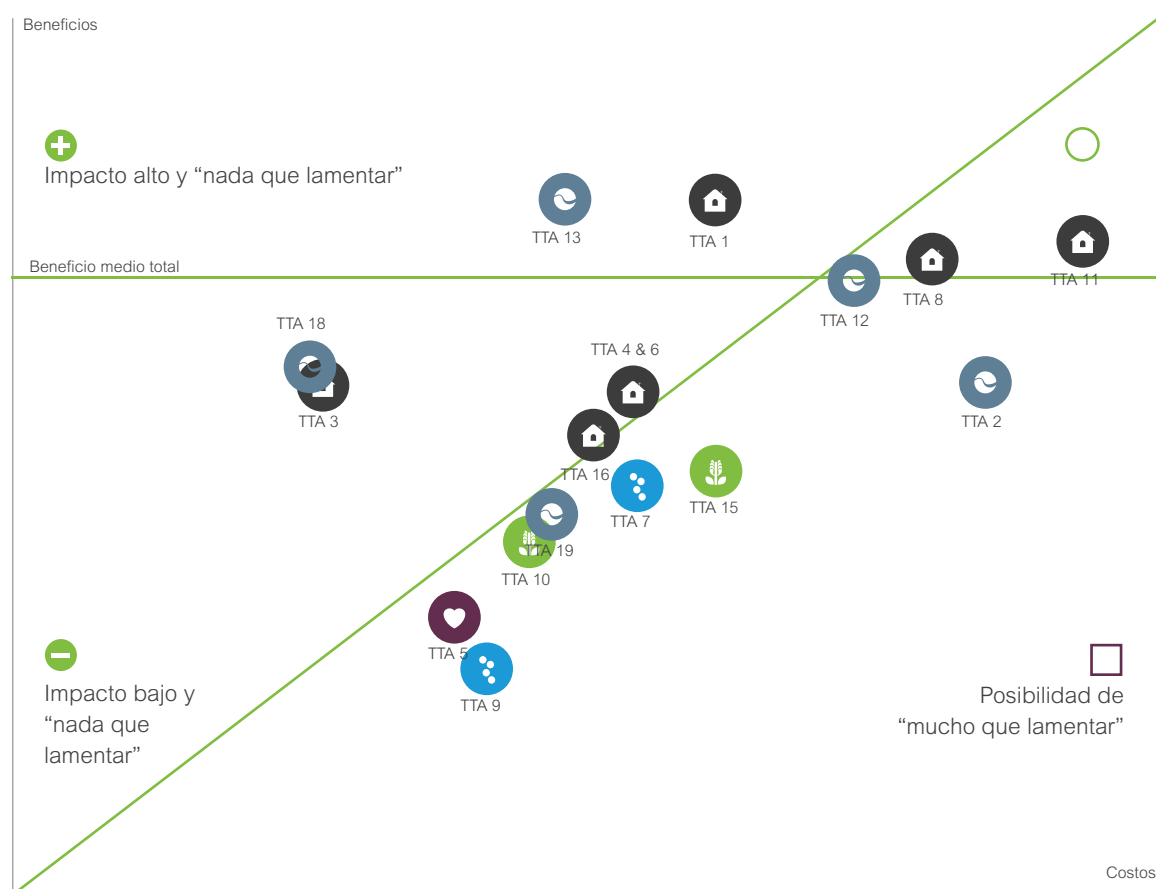 Beneficios
Impacto alto y “nada que lamentar”
TTA 13
TTA 1
Beneficio medio total
TTA 11
TTA 8
TTA 12
TTA 18
TTA 4 & 6
TTA 3
TTA 2
TTA 16
TTA 7
TTA 15
TTA 19
TTA 10
TTA 5
TTA 9
Impacto bajo y
“nada que
lamentar”
Posibilidad de
“mucho que lamentar”
Costos